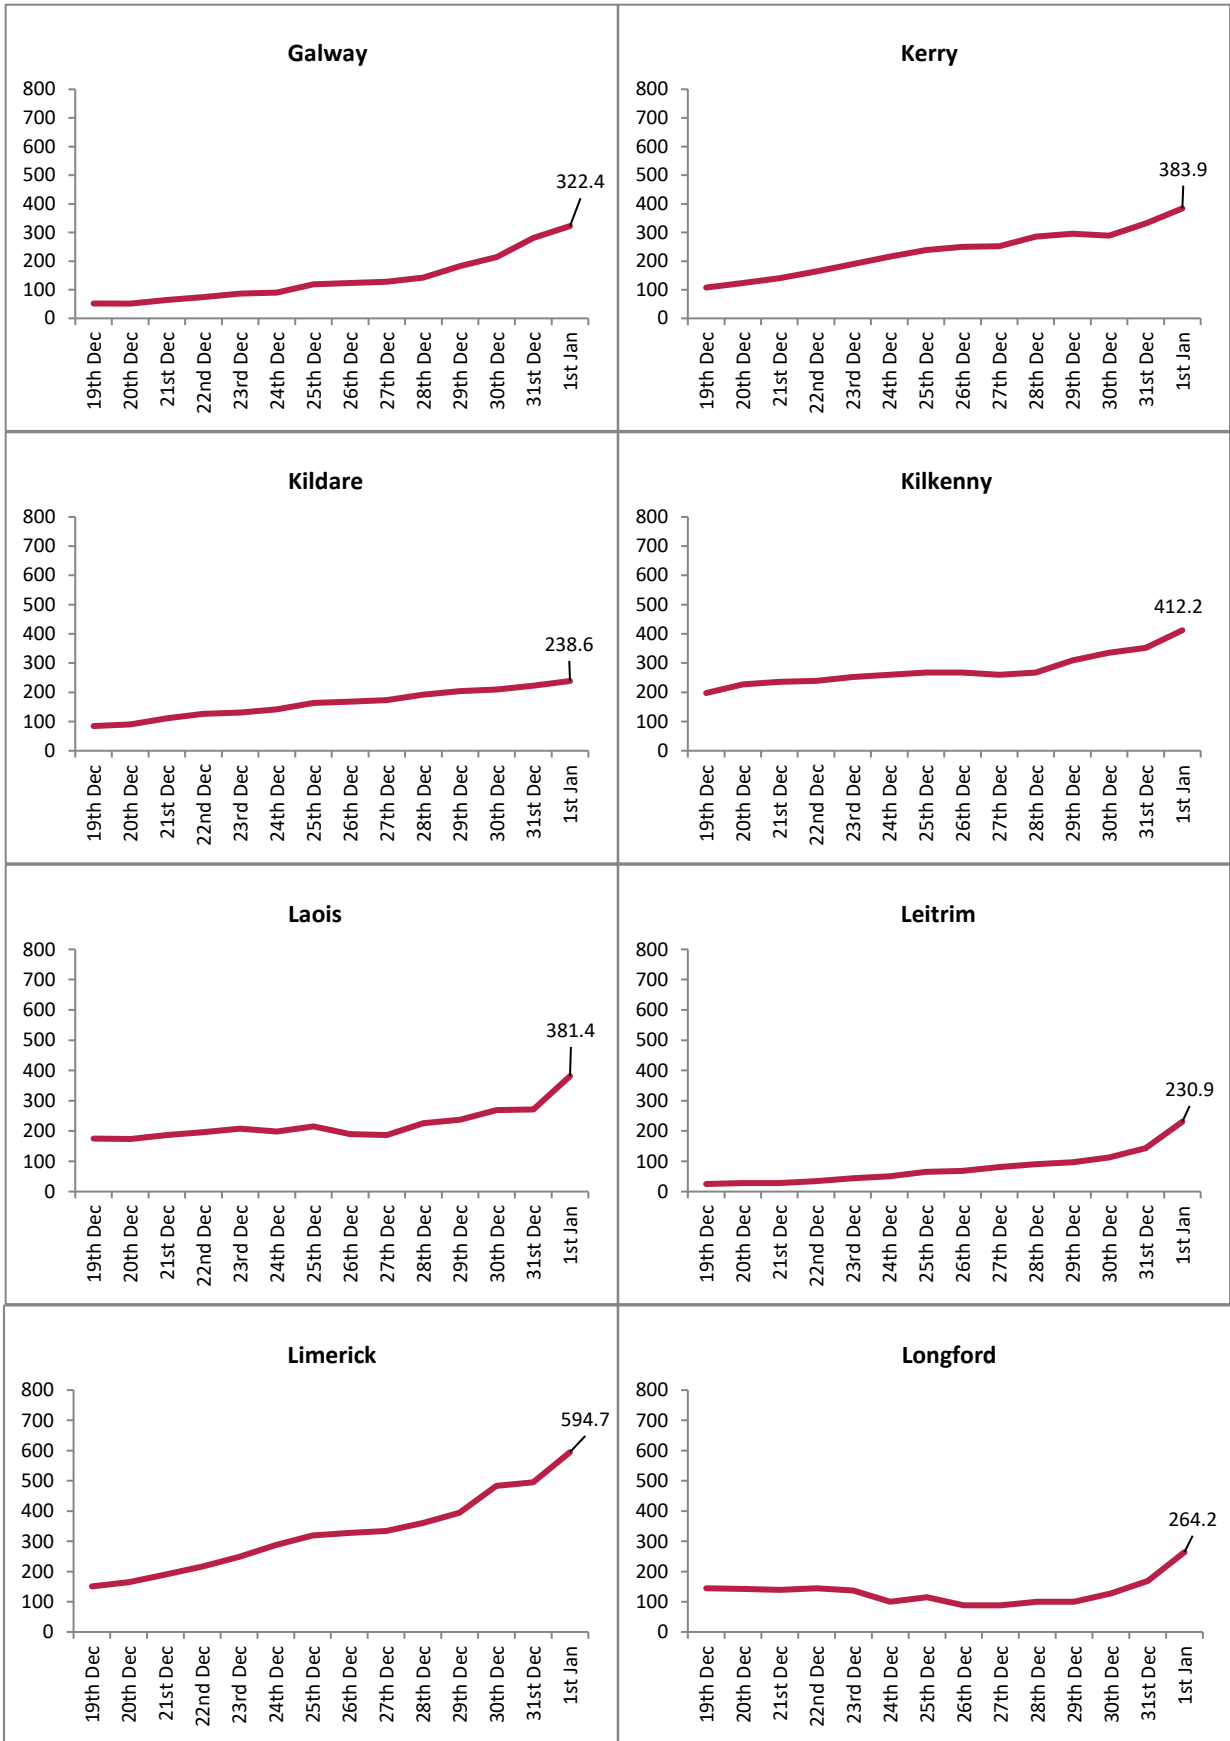 Galway
800
700
600
500
400
300
200
100
0
322.4
19th Dec
20th Dec
21st Dec
22nd Dec
23rd Dec
24th Dec
25th Dec
26th Dec
27th Dec
28th Dec
29th Dec
30th Dec
31st Dec
1st Jan
Kerry
800
700
600
500
400
300
200
100
0
383.9
19th Dec
20th Dec
21st Dec
22nd Dec
23rd Dec
24th Dec
25th Dec
26th Dec
27th Dec
28th Dec
29th Dec
30th Dec
31st Dec
1st Jan
Kildare
800
700
600
500
400
300
200
100
0
238.6
19th Dec
20th Dec
21st Dec
22nd Dec
23rd Dec
24th Dec
25th Dec
26th Dec
27th Dec
28th Dec
29th Dec
30th Dec
31st Dec
1st Jan
Kilkenny
800
700
600
500
400
300
200
100
0
412.2
19th Dec
20th Dec
21st Dec
22nd Dec
23rd Dec
24th Dec
25th Dec
26th Dec
27th Dec
28th Dec
29th Dec
30th Dec
31st Dec
1st Jan
Laois
800
700
600
500
400
300
200
100
0
381.4
19th Dec
20th Dec
21st Dec
22nd Dec
23rd Dec
24th Dec
25th Dec
26th Dec
27th Dec
28th Dec
29th Dec
30th Dec
31st Dec
1st Jan
Leitrim
800
700
600
500
400
300
200
100
0
230.9
19th Dec
20th Dec
21st Dec
22nd Dec
23rd Dec
24th Dec
25th Dec
26th Dec
27th Dec
28th Dec
29th Dec
30th Dec
31st Dec
1st Jan
Limerick
800
700
600
500
400
300
200
100
0
594.7
19th Dec
20th Dec
21st Dec
22nd Dec
23rd Dec
24th Dec
25th Dec
26th Dec
27th Dec
28th Dec
29th Dec
30th Dec
31st Dec
1st Jan
Longford
800
700
600
500
400
300
200
100
0
264.2
19th Dec
20th Dec
21st Dec
22nd Dec
23rd Dec
24th Dec
25th Dec
26th Dec
27th Dec
28th Dec
29th Dec
30th Dec
31st Dec
1st Jan